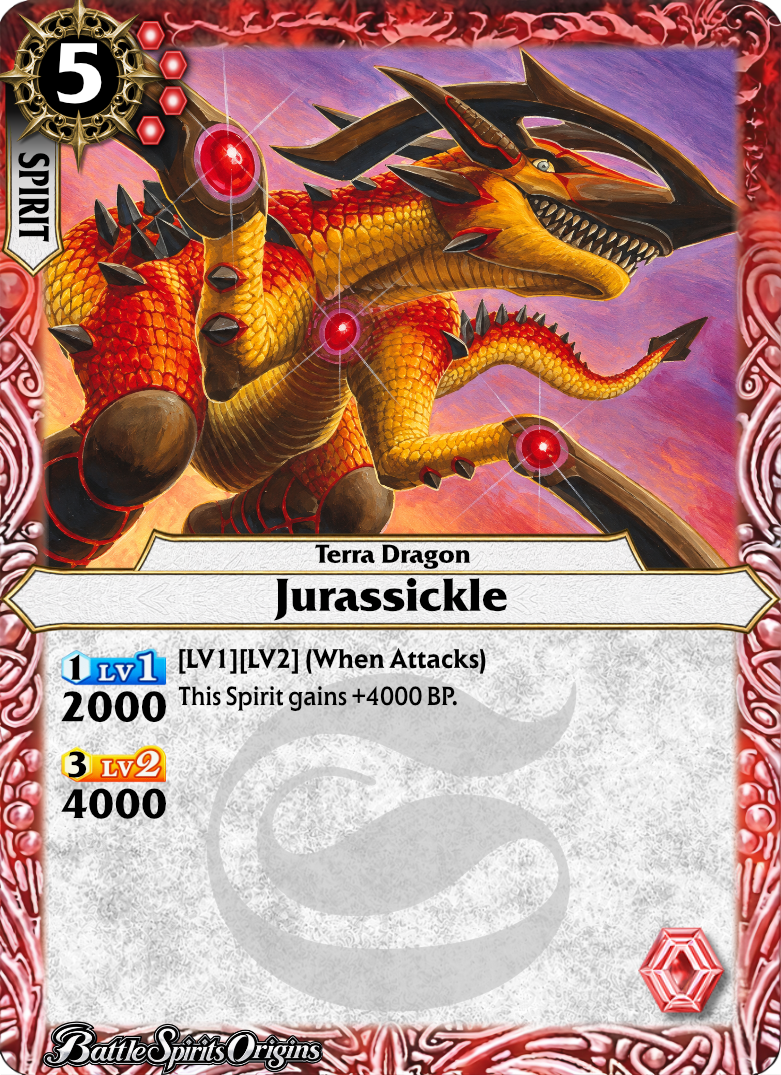 5
SPIRIT
Terra Dragon
Jurassickle
1 LV1
2000
[LV1][LV2] (When Attacks)
This Spirit gains +4000 BP.
3 LV2
4000
Battle Spirits Origins